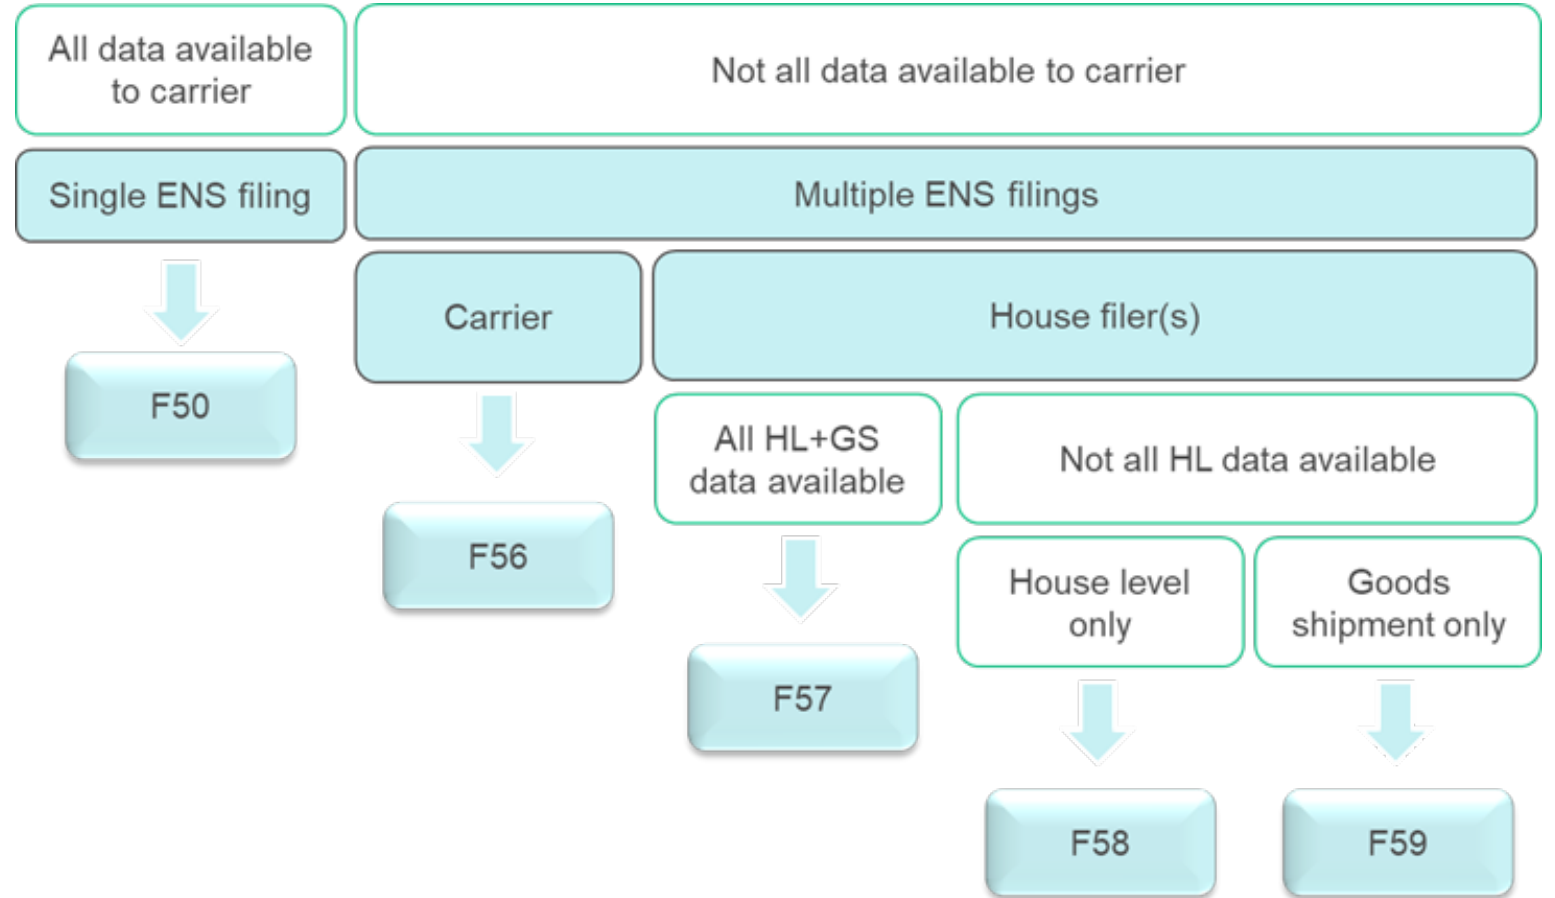 All data available
to carrier
Not all data available to carrier
Single ENS filing
Multiple ENS filings
Carrier
House filer(s)
F50
All HL+GS
data available
Not all HL data available
F56
House level
only
Goods
shipment only
F57
F58
F59